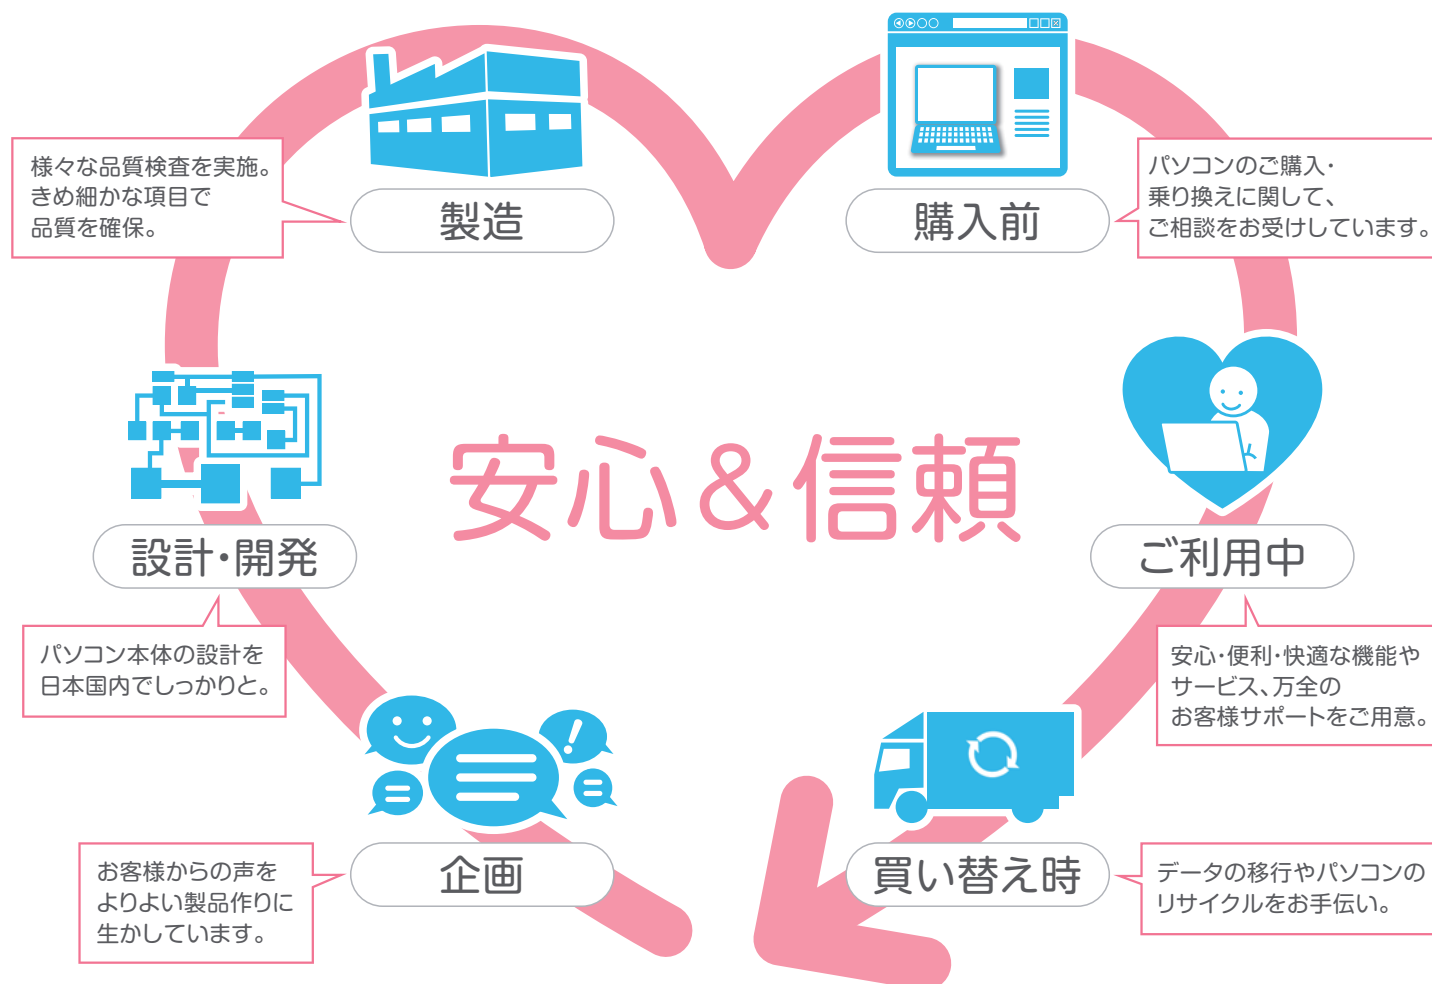 様々な品質検査を実施。
きめ細かな項目で
品質を確保。
製造
購入前
パソコンのご購入・
乗り換えに関して、
ご相談をお受けしています。
安心&信頼
設計・開発
パソコン本体の設計を
日本国内でしっかりと。
ご利用中
安心・便利・快適な機能や
サービス、万全の
お客様サポートをご用意。
企画
お客様からの声を
よりよい製品作りに
生かしています。
買い替え時
データの移行やパソコンの
リサイクルをお手伝い。